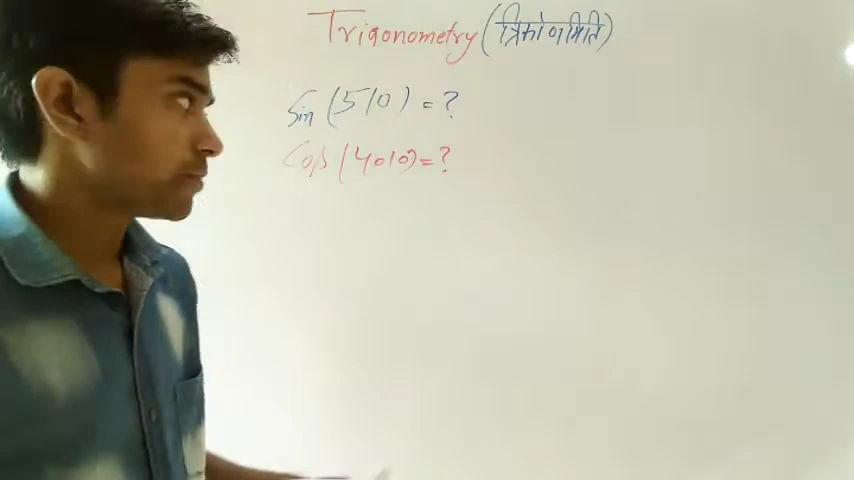 Trigonometry (त्रिकोणमिति)
Sin (510) = ?
Cos (4010) = ?